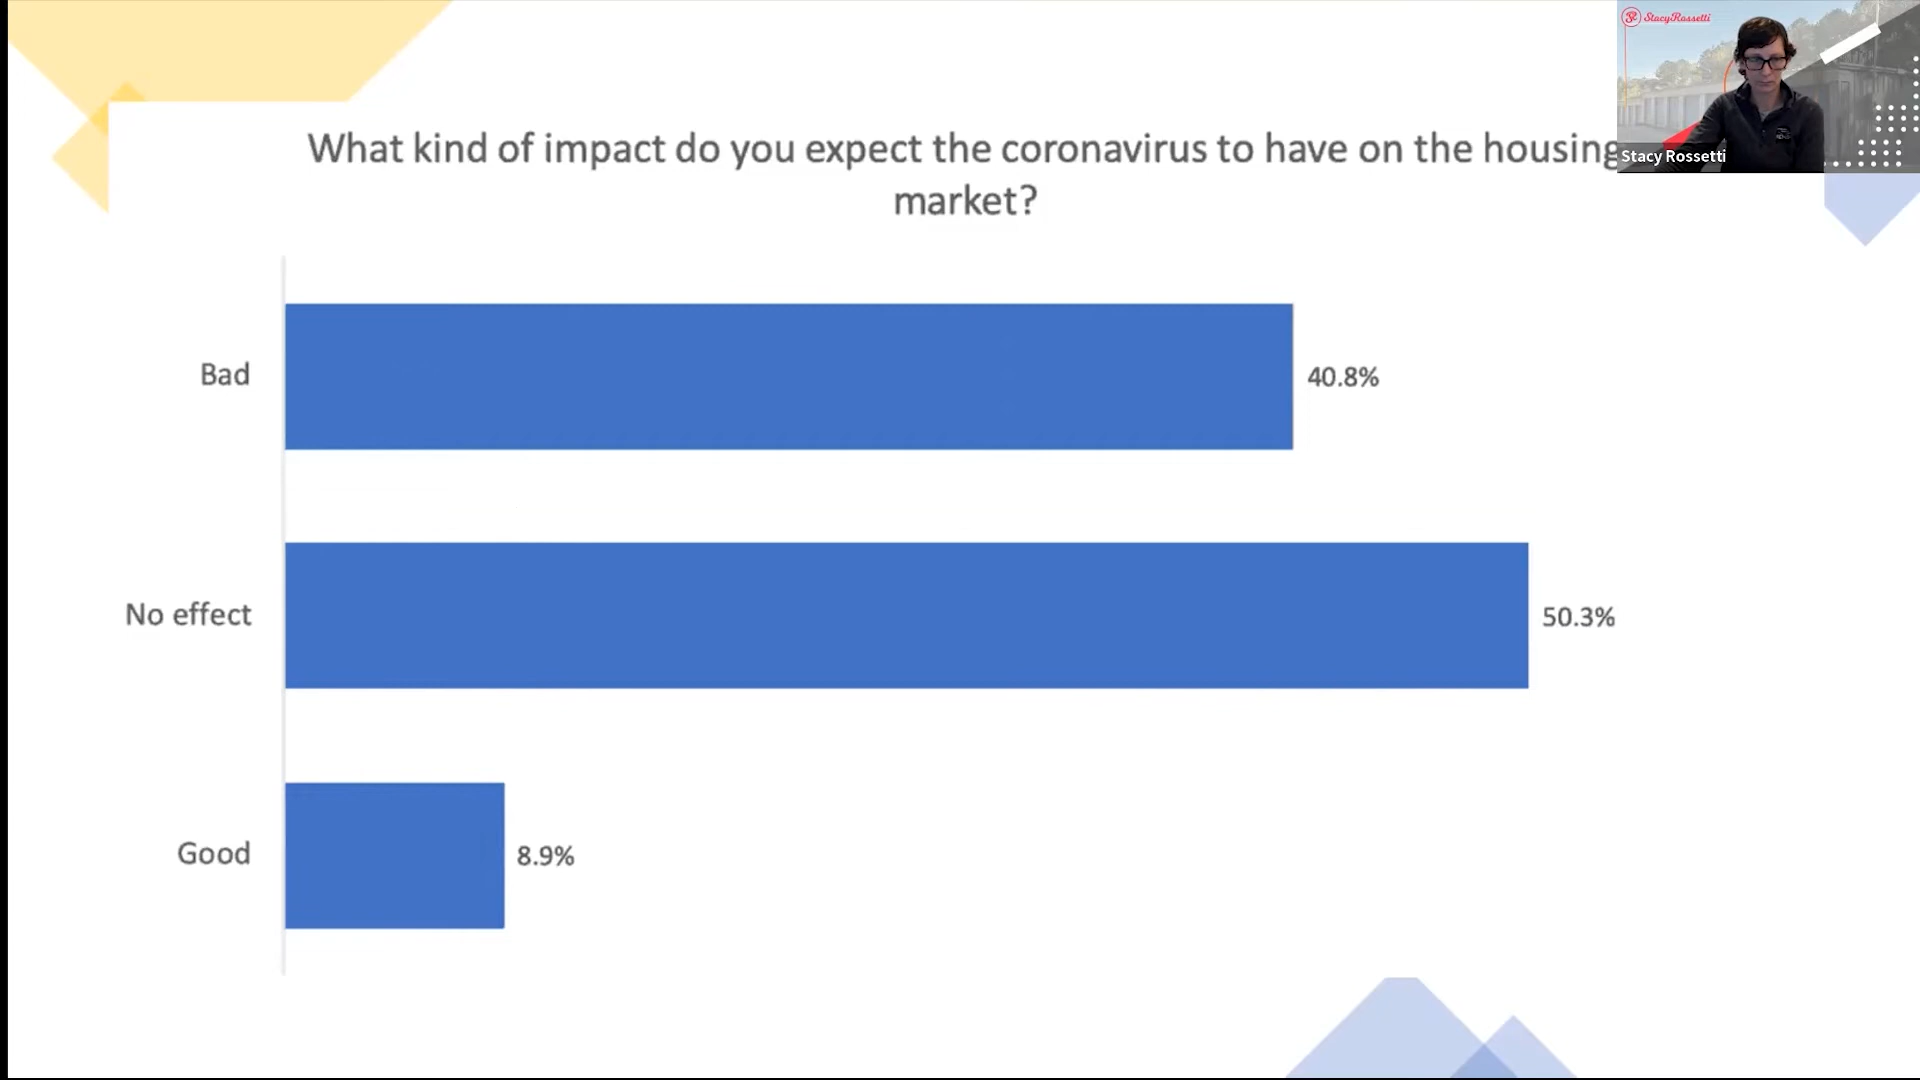 StacyRossetti
Stacy Rossetti
What kind of impact do you expect the coronavirus to have on the housing
market?
Bad
40.8%
No effect
50.3%
Good
8.9%